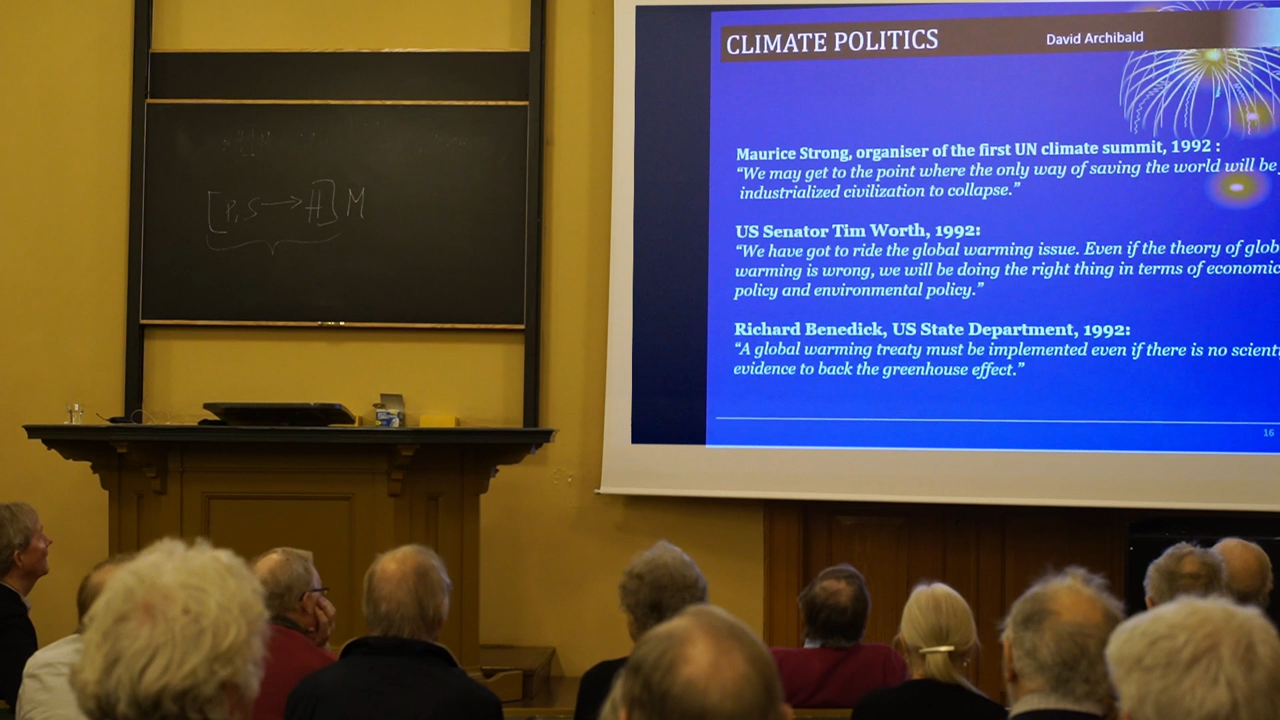 CLIMATE POLITICS David Archibald
Maurice Strong, organiser of the first UN climate summit, 1992 :
“We may get to the point where the only way of saving the world will be
industrialized civilization to collapse.”
US Senator Tim Worth, 1992:
“We have got to ride the global warming issue. Even if the theory of glob
warming is wrong, we will be doing the right thing in terms of economic
policy and environmental policy.”
Richard Benedick, US State Department, 1992:
“A global warming treaty must be implemented even if there is no scient
evidence to back the greenhouse effect.”
16
[P, S → H] M